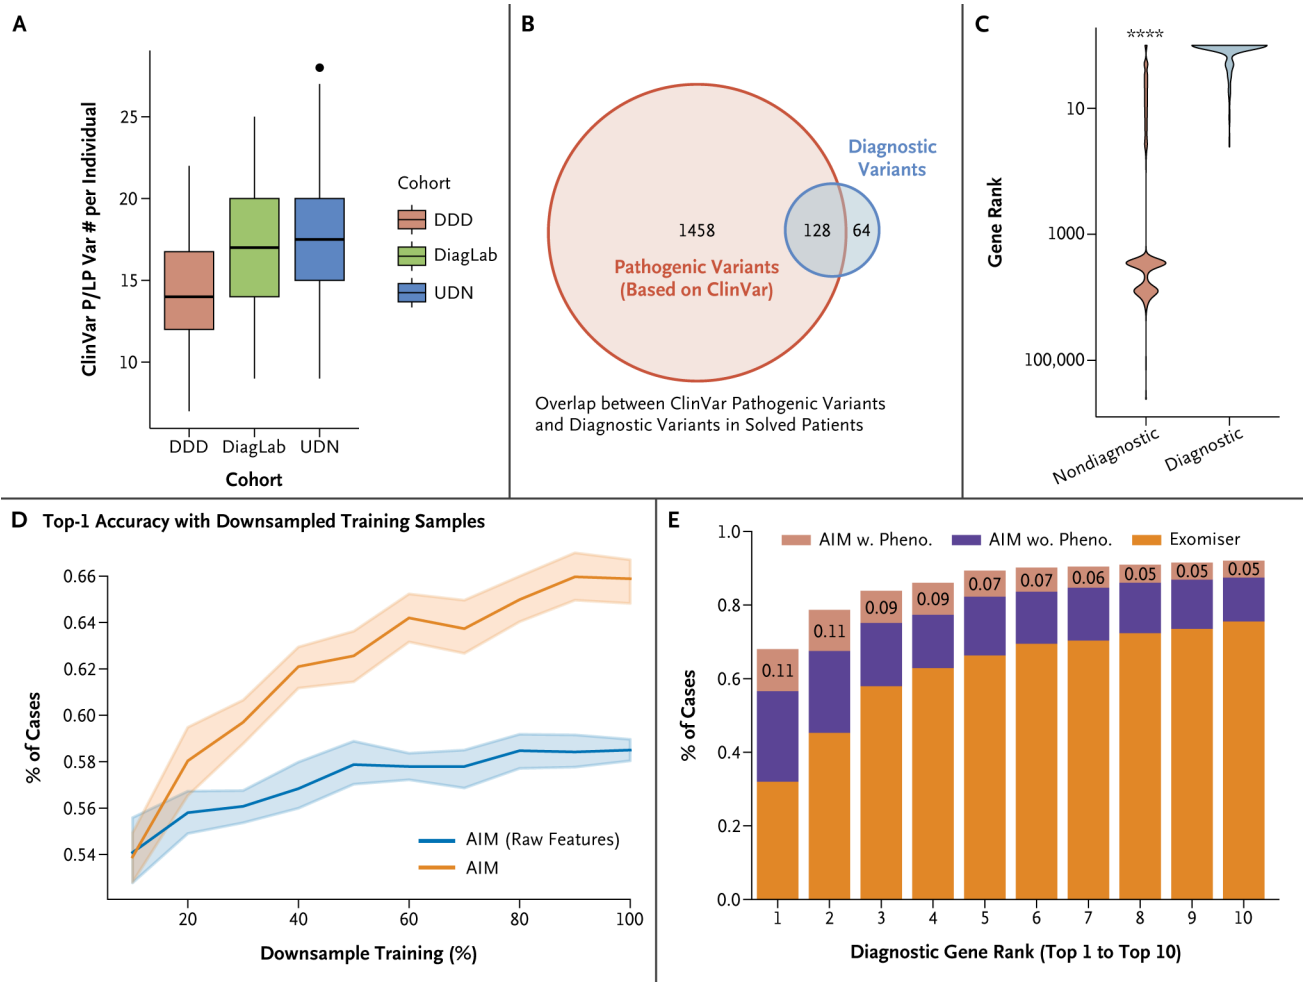 A
ClinVar P/LP Var # per Individual
25
20
15
10
DDD
DiagLab
UDN
Cohort
Cohort
DDD
DiagLab
UDN
B
Diagnostic
Variants
1458
128
64
Pathogenic Variants
(Based on ClinVar)
Overlap between ClinVar Pathogenic Variants
and Diagnostic Variants in Solved Patients
C
****
Gene Rank
10
1000
100,000
Nondiagnostic
Diagnostic
D
Top-1 Accuracy with Downsampled Training Samples
% of Cases
0.66
0.64
0.62
0.60
0.58
0.56
0.54
AIM (Raw Features)
AIM
20
40
60
80
100
Downsample Training (%)
E
AIM w. Pheno.
AIM wo. Pheno.
Exomiser
% of Cases
1.0
0.8
0.6
0.4
0.2
0.0
0.11
0.11
0.09
0.09
0.07
0.07
0.06
0.05
0.05
0.05
1
2
3
4
5
6
7
8
9
10
Diagnostic Gene Rank (Top 1 to Top 10)